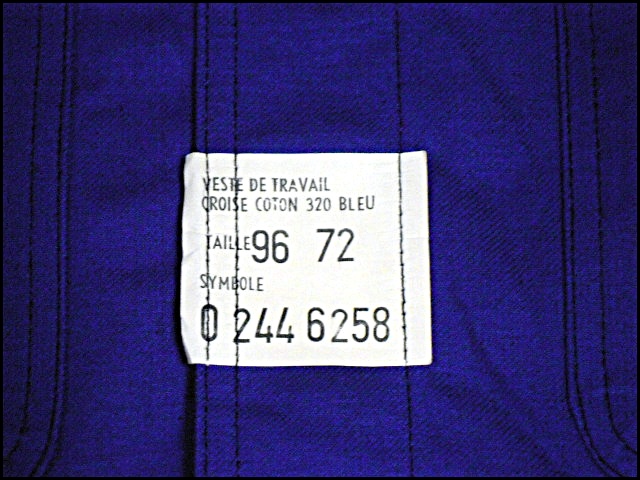 VESTE DE TRAVAIL
CROISE COTON 320 BLEU
TAILLE 96 72
SYMBOLE
0 244 6258